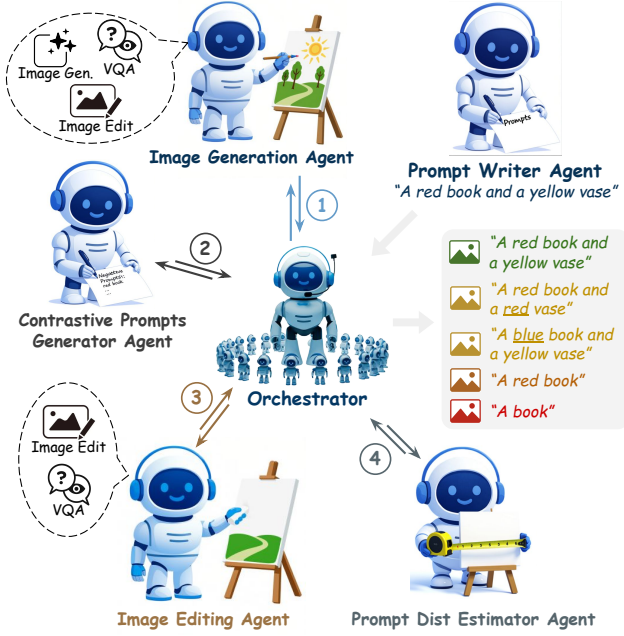 Image Gen.
VQA
Image Edit
Image Generation Agent
Prompts
Prompt Writer Agent
“A red book and a yellow vase”
1
2
Negative
Prompts:
red book
Contrastive Prompts
Generator Agent
“A red book and
a yellow vase”
“A red book and
a red vase”
“A blue book and
a yellow vase”
“A red book”
“A book”
Orchestrator
3
4
Image Edit
VQA
Image Editing Agent
Prompt Dist Estimator Agent